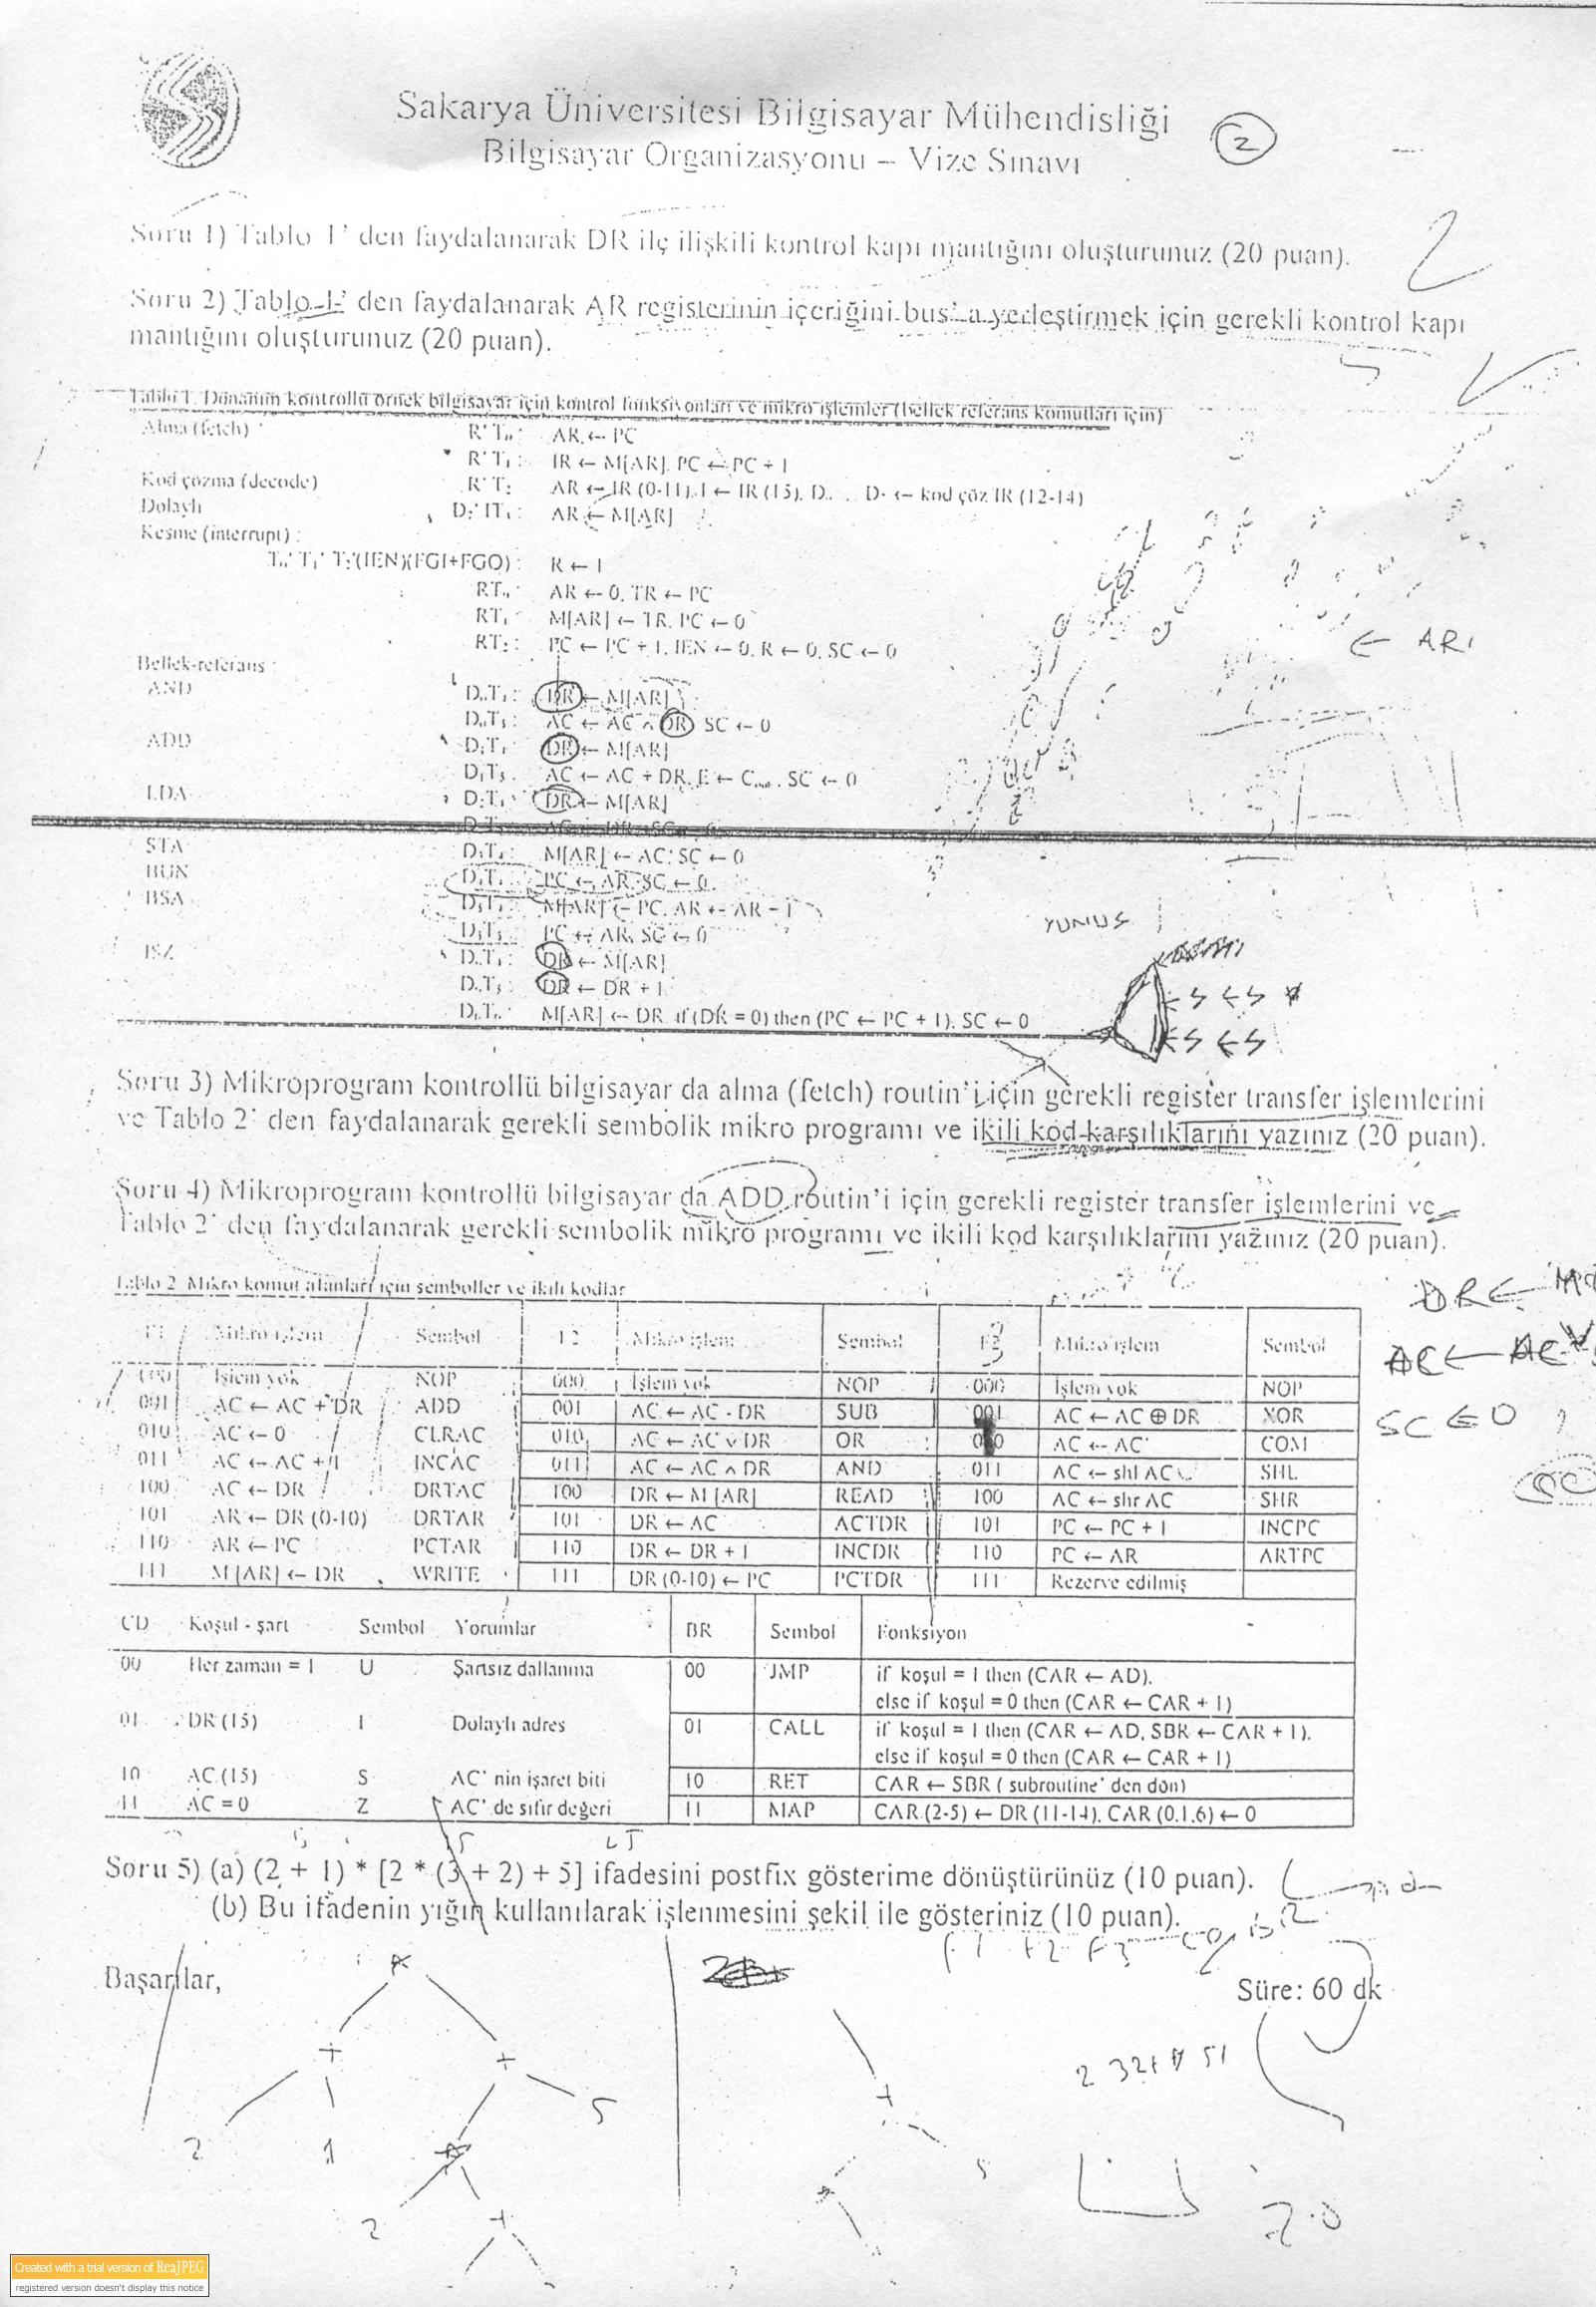 Sakarya Üniversitesi Bilgisayar Mühendisliği
Bilgisayar Organizasyonu – Vize Sınavı
2
Soru 1) Tablo 1' den faydalanarak DR ile ilişkili kontrol kapı mantığını oluşturunuz (20 puan).
Soru 2) Tablo 1' den faydalanarak AR registerinin içeriğini bus' a yerleştirmek için gerekli kontrol kapı
mantığını oluşturunuz (20 puan).
Tablo 1. Donanım kontrollü örnek bilgisayar için kontrol fonksiyonları ve mikro işlemler (bellek referans komutları için)
Alma (fetch) R' T₀: AR ← PC
R' T₁: IR ← M[AR], PC ← PC + 1
Kod çözma (decode) R' T₂: AR ← IR (0-11), I ← IR (15), D₀ ... D₇ ← kod çöz IR (12-14)
Dolaylı D₇' IT₃: AR ← M[AR]
Kesme (interrupt) :
T₀' T₁' T₂'(IEN)(FGI+FGO): R ← 1
RT₀: AR ← 0, TR ← PC
RT₁: M[AR] ← TR, PC ← 0
RT₂: PC ← PC + 1, IEN ← 0, R ← 0, SC ← 0
← AR
Bellek-referans :
AND D₀T₄: DR ← M[AR]
D₀T₅: AC ← AC ∧ DR, SC ← 0
ADD D₁T₄: DR ← M[AR]
D₁T₅: AC ← AC + DR, E ← Cout, SC ← 0
LDA D₂T₄: DR ← M[AR]
D₂T₅: AC ← DR, SC ← 0
STA D₃T₄: M[AR] ← AC, SC ← 0
BUN D₄T₄: PC ← AR, SC ← 0
BSA D₅T₄: M[AR] ← PC, AR ← AR + 1
D₅T₅: PC ← AR, SC ← 0
YUNUS
ISZ D₆T₄: DR ← M[AR]
D₆T₅: DR ← DR + 1
D₆T₆: M[AR] ← DR, if (DR = 0) then (PC ← PC + 1), SC ← 0
Soru 3) Mikroprogram kontrollü bilgisayar da alma (fetch) routin'i için gerekli register transfer işlemlerini
ve Tablo 2' den faydalanarak gerekli sembolik mikro programı ve ikili kod karşılıklarını yazınız (20 puan).
Soru 4) Mikroprogram kontrollü bilgisayar da ADD routin'i için gerekli register transfer işlemlerini ve
Tablo 2' den faydalanarak gerekli sembolik mikro programı ve ikili kod karşılıklarını yazınız (20 puan).
Tablo 2. Mikro komut alanları için semboller ve ikili kodlar
DR ←
F1 Mikro işlem Sembol F2 Mikro işlem Sembol F3 Mikro işlem Sembol
AC ← AC
000 İşlem yok NOP 000 İşlem yok NOP 000 İşlem yok NOP
001 AC ← AC + DR ADD 001 AC ← AC - DR SUB 001 AC ← AC ⊕ DR XOR
SC ← 0
010 AC ← 0 CLRAC 010 AC ← AC ∨ DR OR 010 AC ← AC' COM
011 AC ← AC + 1 INCAC 011 AC ← AC ∧ DR AND 011 AC ← shl AC SHL
100 AC ← DR DRTAC 100 DR ← M [AR] READ 100 AC ← shr AC SHR
101 AR ← DR (0-10) DRTAR 101 DR ← AC ACTDR 101 PC ← PC + 1 INCPC
110 AR ← PC PCTAR 110 DR ← DR + 1 INCDR 110 PC ← AR ARTPC
111 M [AR] ← DR WRITE 111 DR (0-10) ← PC PCTDR 111 Rezerve edilmiş
CD Koşul - şart Sembol Yorumlar BR Sembol Fonksiyon
00 Her zaman = 1 U Şartsız dallanma 00 JMP if koşul = 1 then (CAR ← AD),
else if koşul = 0 then (CAR ← CAR + 1)
01 DR (15) I Dolaylı adres 01 CALL if koşul = 1 then (CAR ← AD, SBR ← CAR + 1),
else if koşul = 0 then (CAR ← CAR + 1)
10 AC (15) S AC' nin işaret biti 10 RET CAR ← SBR ( subroutine' den dön)
11 AC = 0 Z AC' de sıfır değeri 11 MAP CAR (2-5) ← DR (11-14), CAR (0,1,6) ← 0
Soru 5) (a) (2 + 1) * [2 * (3 + 2) + 5] ifadesini postfix gösterime dönüştürünüz (10 puan).
(b) Bu ifadenin yığın kullanılarak işlenmesini şekil ile gösteriniz (10 puan).
Başarılar,
Süre: 60 dk
*
+ +
2 1 * 5
2 +
+
* 5
20
Created with a trial version of ReaJPEG
registered version doesn't display this notice